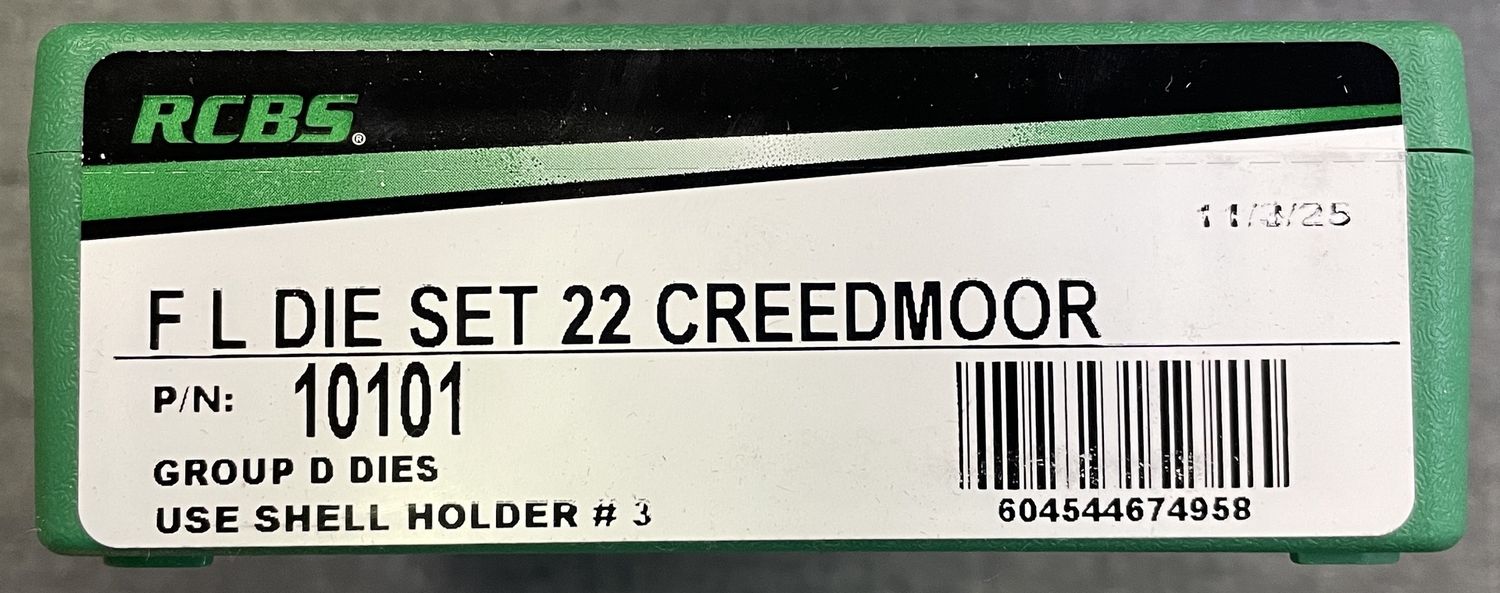 RCBS®
11/3/25
F L DIE SET 22 CREEDMOOR
P/N: 10101
GROUP D DIES
USE SHELL HOLDER # 3
604544674958